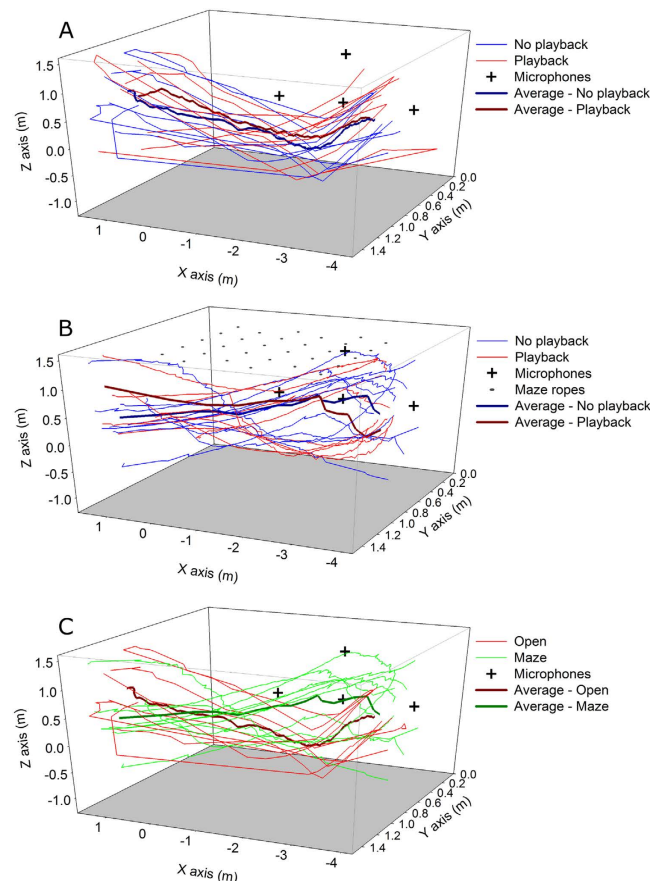 A
No playback
Playback
Microphones
Average - No playback
Average - Playback
1.5
1.0
0.5
0.0
-0.5
-1.0
Z axis (m)
1
0
-1
-2
-3
-4
X axis (m)
0.0
0.2
0.4
0.6
0.8
1.0
1.2
1.4
Y axis (m)
B
No playback
Playback
Microphones
Maze ropes
Average - No playback
Average - Playback
1.5
1.0
0.5
0.0
-0.5
-1.0
Z axis (m)
1
0
-1
-2
-3
-4
X axis (m)
0.0
0.2
0.4
0.6
0.8
1.0
1.2
1.4
Y axis (m)
C
Open
Maze
Microphones
Average - Open
Average - Maze
1.5
1.0
0.5
0.0
-0.5
-1.0
Z axis (m)
1
0
-1
-2
-3
-4
X axis (m)
0.0
0.2
0.4
0.6
0.8
1.0
1.2
1.4
Y axis (m)